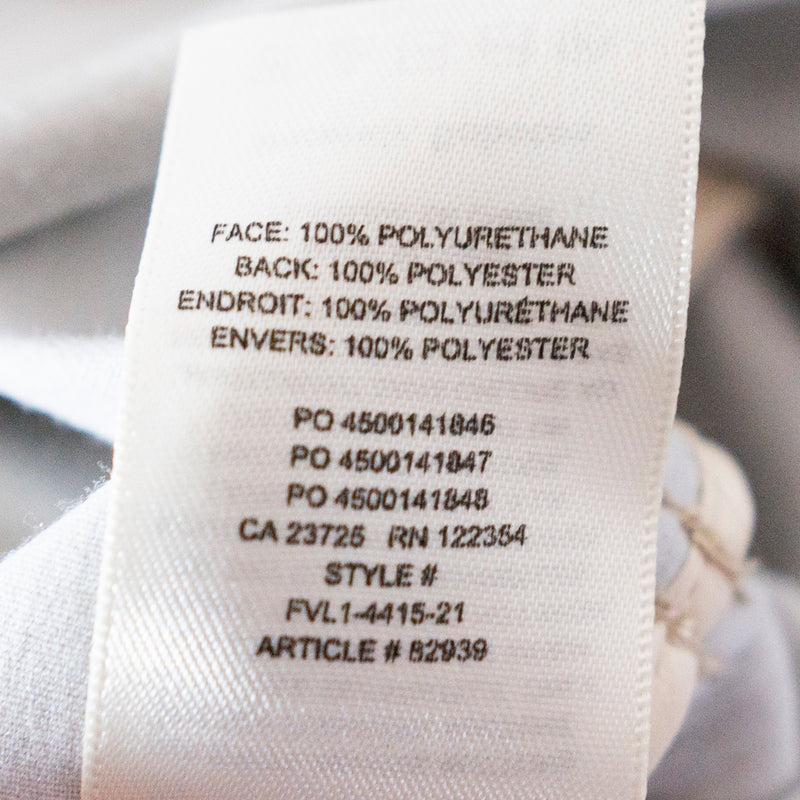 FACE: 100% POLYURETHANE
BACK: 100% POLYESTER
ENDROIT: 100% POLYURÉTHANE
ENVERS: 100% POLYESTER
PO 4500141846
PO 4500141847
PO 4500141848
CA 23725 RN 122354
STYLE #
FVL1-4415-21
ARTICLE # 82939